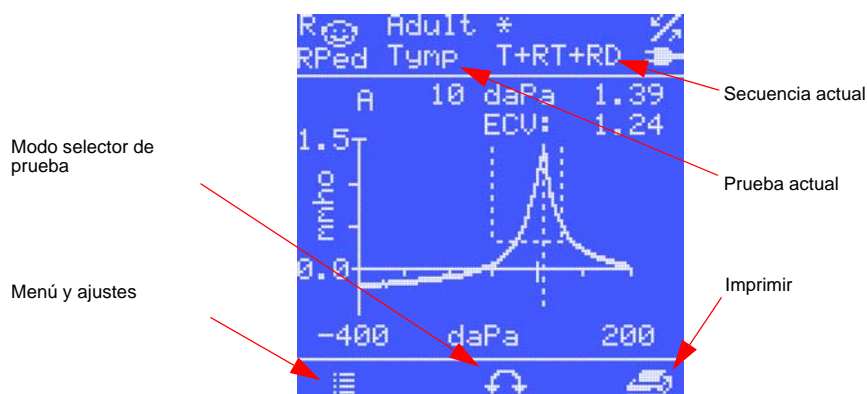 R Adult *
RPed Tymp T+RT+RD
A 10 daPa 1.39
ECV: 1.24
1.5
mmho
0.0
-400 daPa 200
Secuencia actual
Modo selector de
prueba
Prueba actual
Menú y ajustes
Imprimir